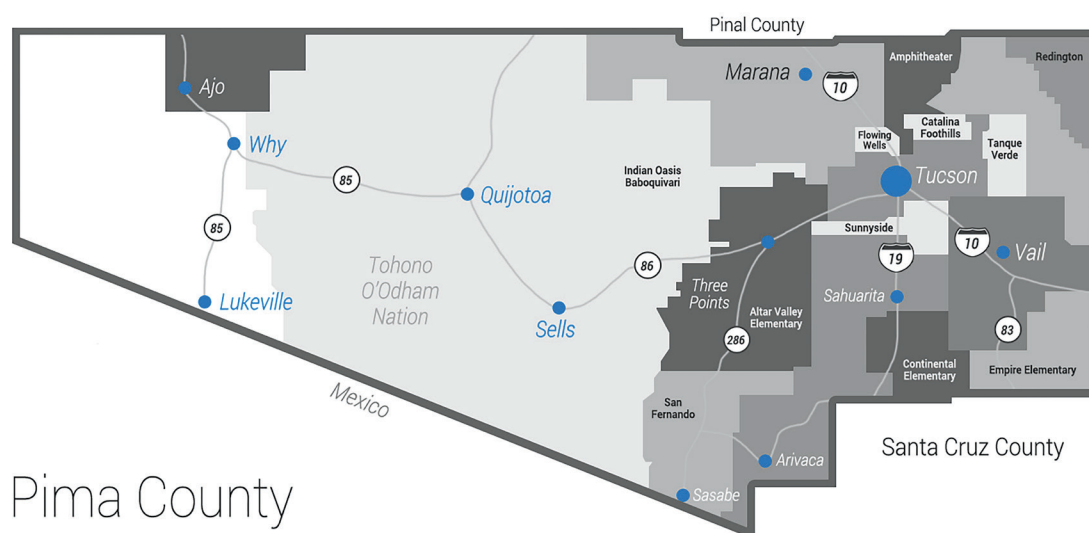 Pinal County
Amphitheater
Redington
Ajo
Marana
10
Catalina
Foothills
Flowing
Wells
Tanque
Verde
Why
Indian Oasis
Baboquivari
85
Quijotoa
Tucson
85
Sunnyside
10
Vail
19
Tohono
O'Odham
Nation
86
Three
Points
Sahuarita
Lukeville
Sells
Altar Valley
Elementary
286
83
Continental
Elementary
Empire Elementary
Mexico
San
Fernando
Santa Cruz County
Arivaca
Sasabe
Pima County